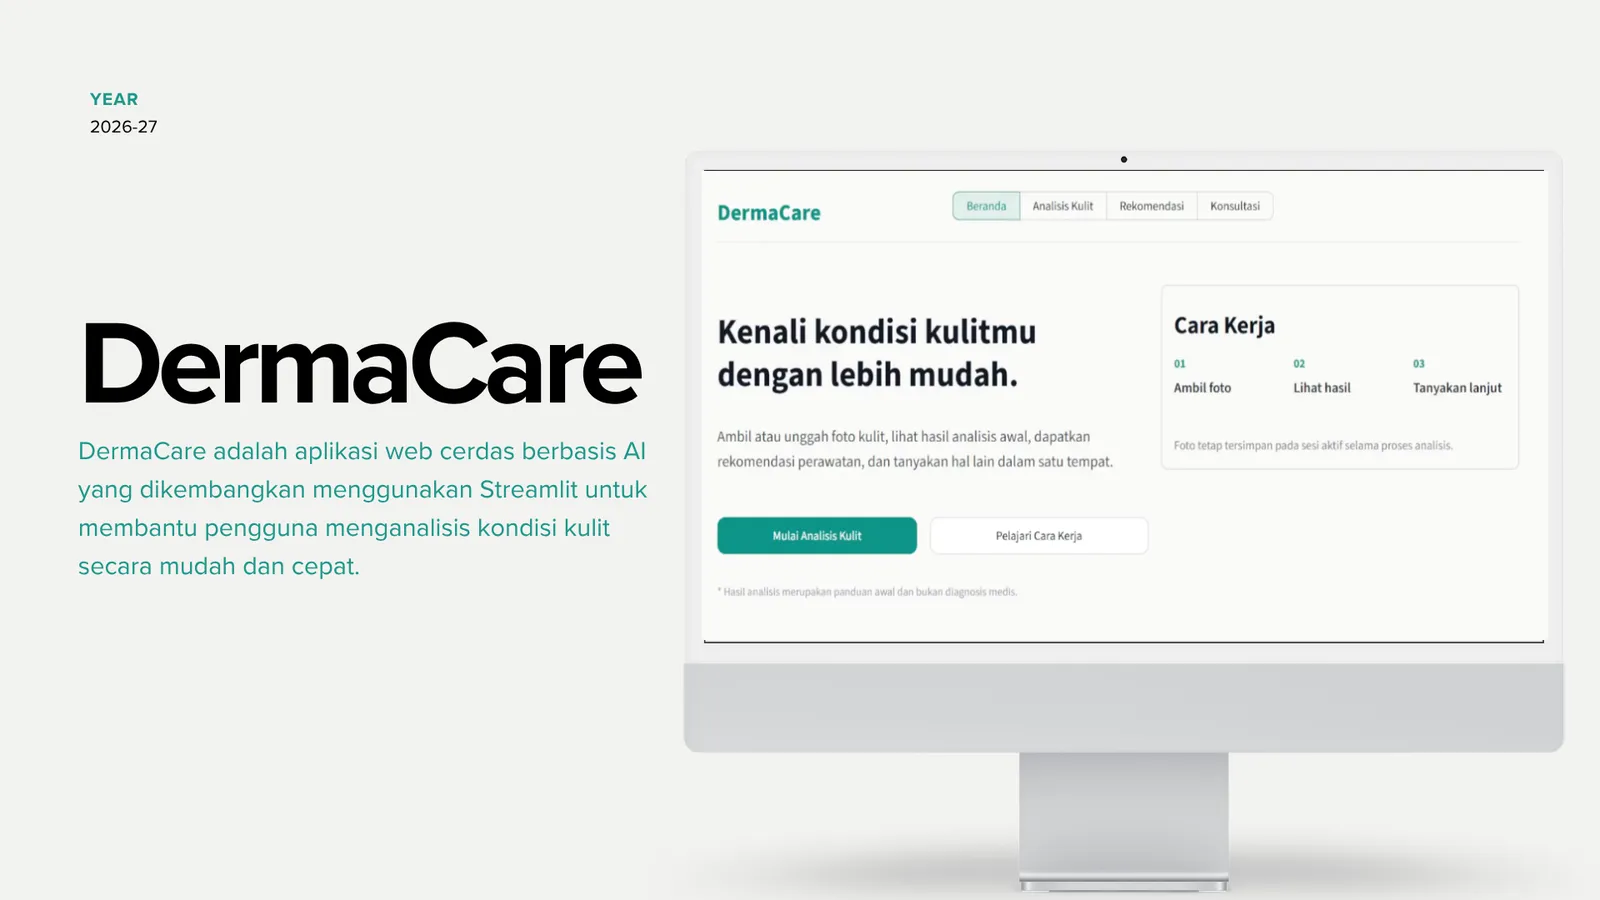 YEAR
2026-27
DermaCare
DermaCare adalah aplikasi web cerdas berbasis AI
yang dikembangkan menggunakan Streamlit untuk
membantu pengguna menganalisis kondisi kulit
secara mudah dan cepat.
DermaCare
Beranda
Analisis Kulit
Rekomendasi
Konsultasi
Kenali kondisi kulitmu
dengan lebih mudah.
Ambil atau unggah foto kulit, lihat hasil analisis awal, dapatkan
rekomendasi perawatan, dan tanyakan hal lain dalam satu tempat.
Mulai Analisis Kulit
Pelajari Cara Kerja
* Hasil analisis merupakan panduan awal dan bukan diagnosis medis.
Cara Kerja
01
Ambil foto
02
Lihat hasil
03
Tanyakan lanjut
Foto tetap tersimpan pada sesi aktif selama proses analisis.